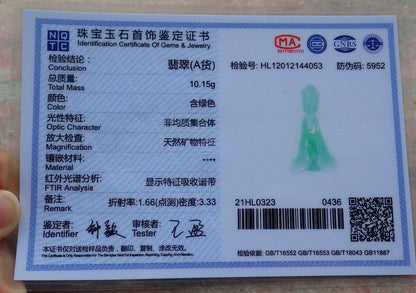 NQTC
珠宝玉石首饰鉴定证书
Identification Certificate Of Gems & Jewelry
MA
GNRS
检验结论: 翡翠(A货)
Conclusion
检验号: HL12012144053 防伪码: 5952
总质量: 10.15g
Total Mass
颜色: 含绿色
Color
光性特征: 非均质集合体
Optic Character
放大检查: 天然矿物特征
Magnification
镶嵌材料: ****
Material
红外光谱分析: 显示特征吸收谱带
FTIR Analysis
备注: 折射率:1.66(点测)密度:3.33
Remark
21HL0323 0436
鉴定者: 审核者:
Identifier Tester
本证书仅对送检样品负责, 翻印、复制、涂改无效。
检验依据: GB/T16552 GB/T16553 GB/T18043 GB11887